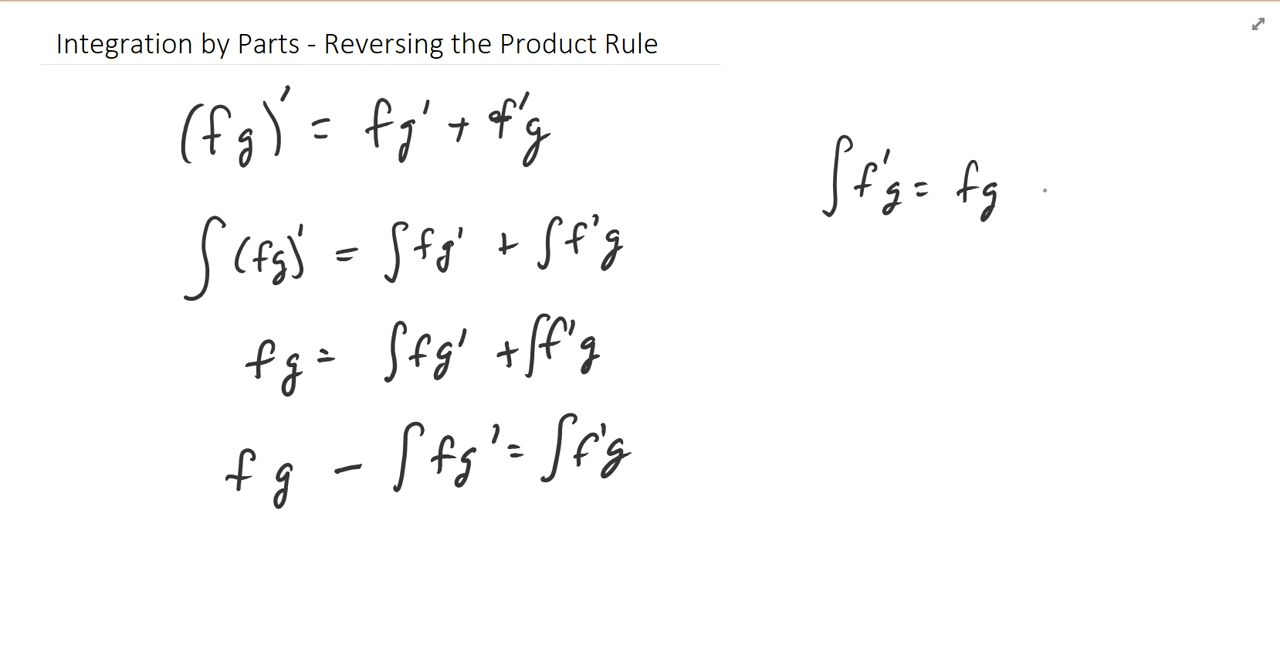 Integration by Parts - Reversing the Product Rule
(fg)' = fg' + f'g
∫(fg)' = ∫fg' + ∫f'g
fg = ∫fg' + ∫f'g
fg - ∫fg' = ∫f'g
∫f'g = fg